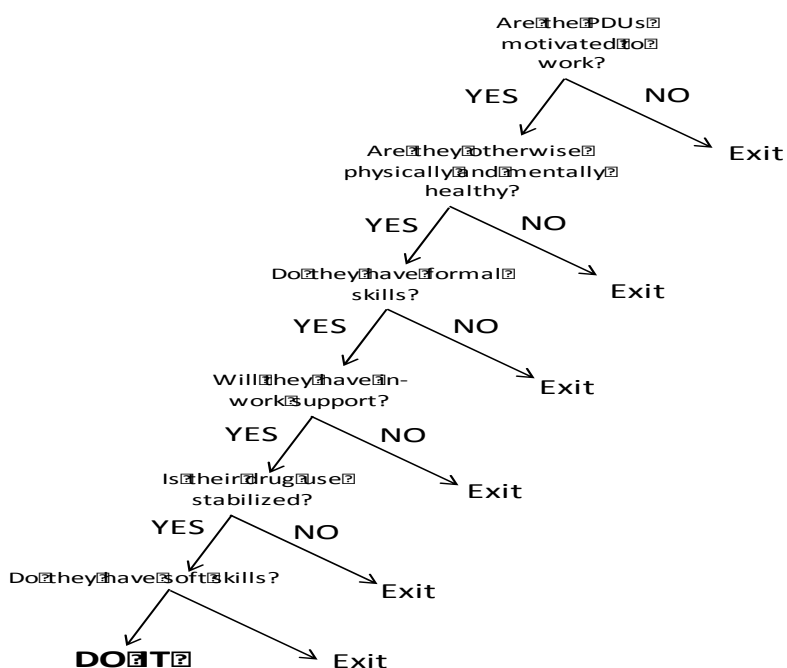 Are the PDUs
motivated to
work?
YES
NO
Exit
Are they otherwise
physically and mentally
healthy?
YES
NO
Exit
Do they have formal
skills?
YES
NO
Exit
Will they have in-
work support?
YES
NO
Exit
Is their drug use
stabilized?
YES
NO
Exit
Do they have soft skills?
DO IT
Exit